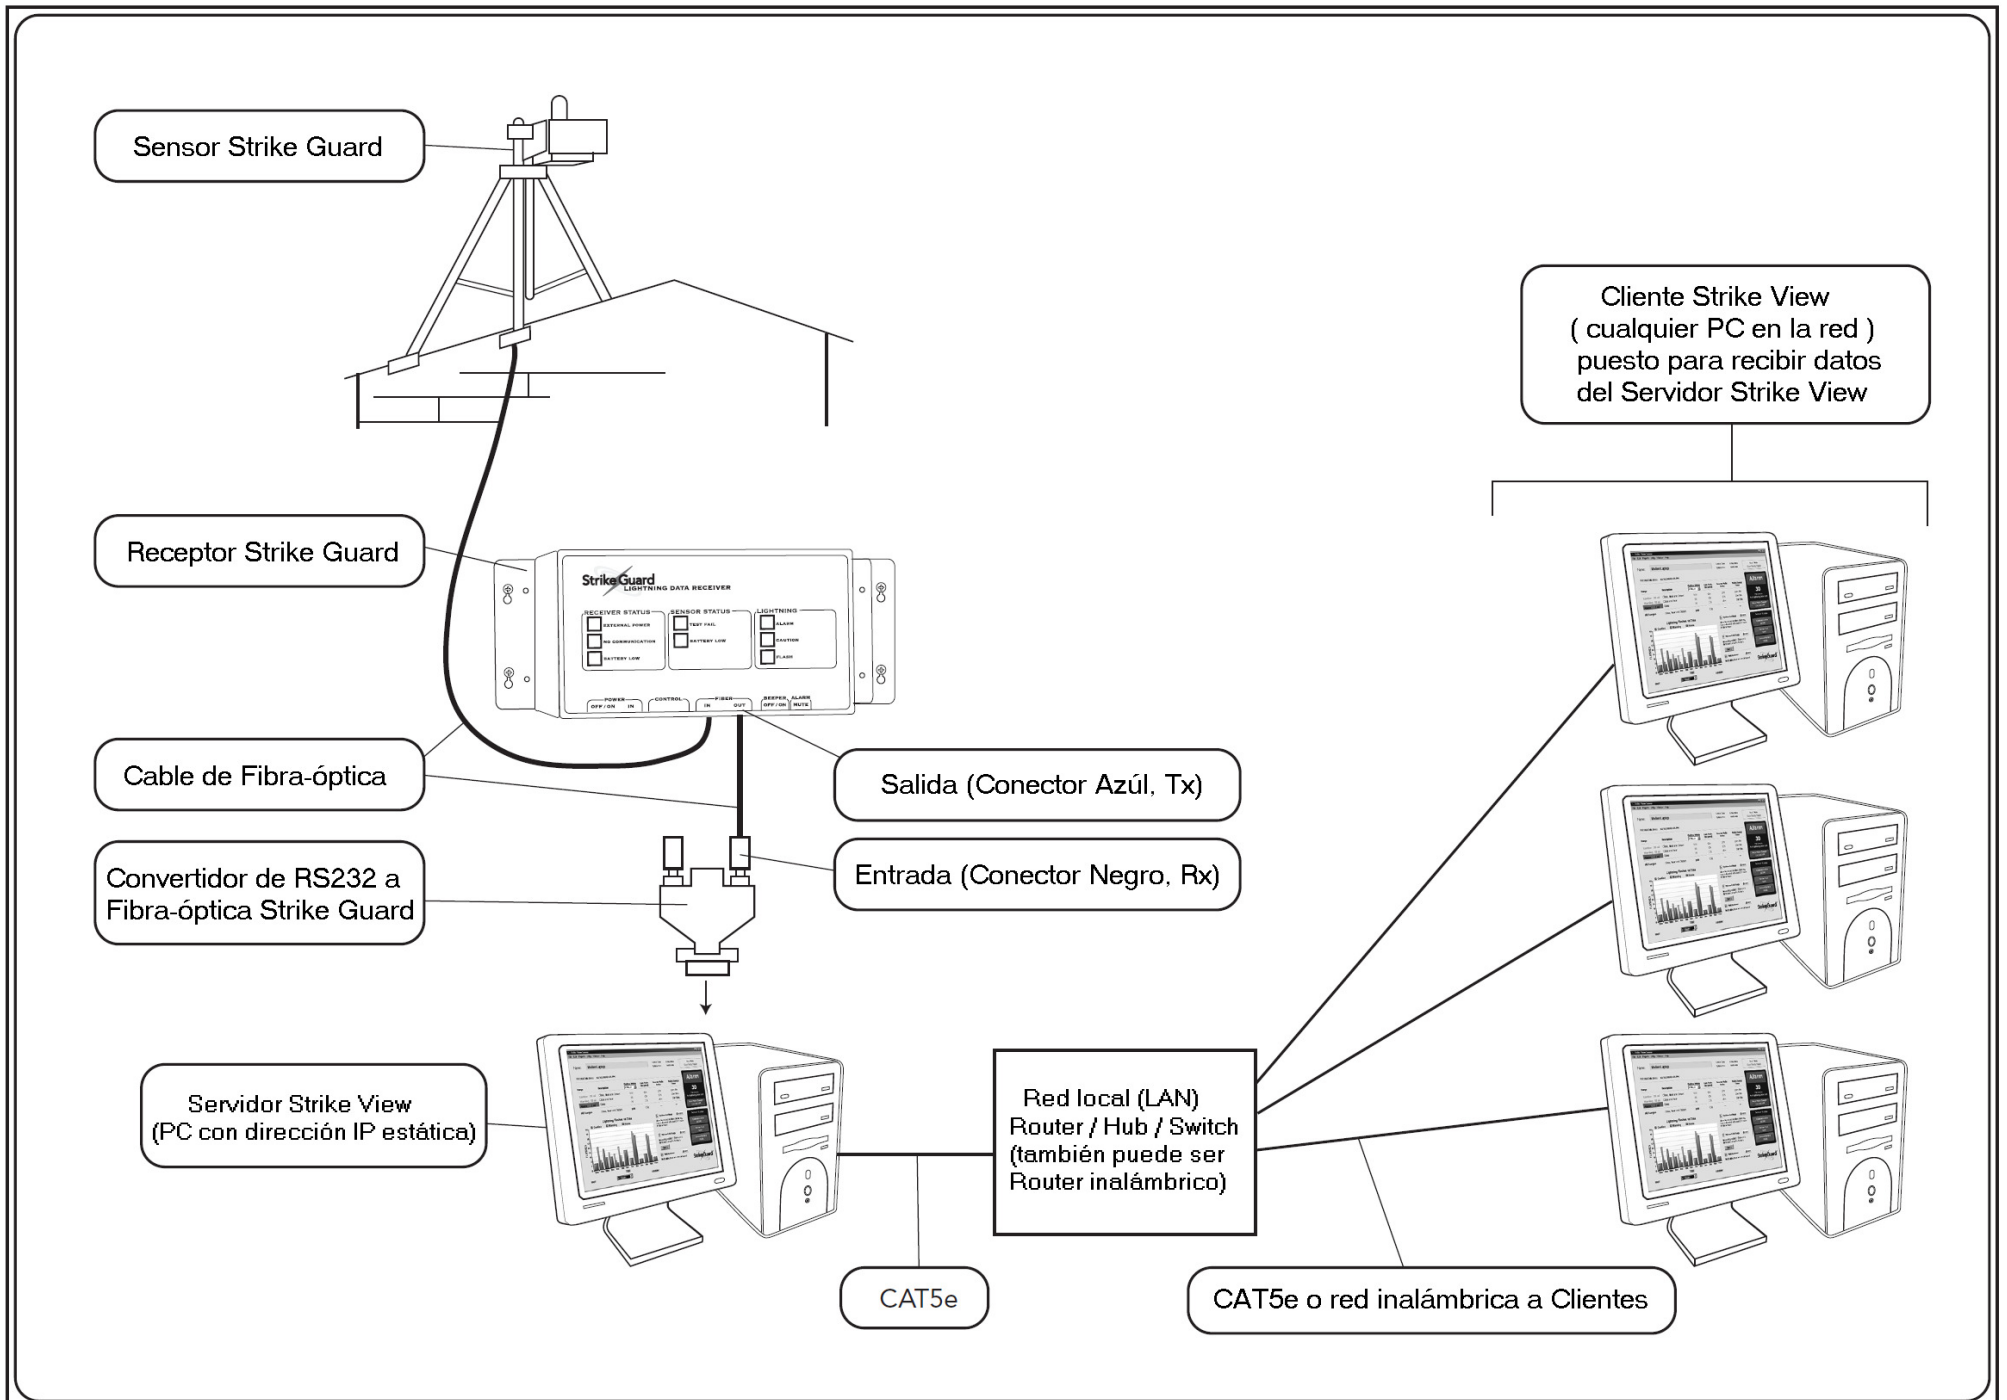 Sensor Strike Guard
Cliente Strike View
( cualquier PC en la red )
puesto para recibir datos
del Servidor Strike View
Receptor Strike Guard
StrikeGuard
LIGHTNING DATA RECEIVER
RECEIVER STATUS
EXTERNAL POWER
NO COMMUNICATION
BATTERY LOW
SENSOR STATUS
TEST FAIL
BATTERY LOW
LIGHTNING
ALARM
CAUTION
FLASH
POWER
OFF / ON IN
CONTROL
FIBER
IN OUT
BEEPER
OFF / ON
ALARM
MUTE
Cable de Fibra-óptica
Salida (Conector Azúl, Tx)
Convertidor de RS232 a
Fibra-óptica Strike Guard
Entrada (Conector Negro, Rx)
Servidor Strike View
(PC con dirección IP estática)
Red local (LAN)
Router / Hub / Switch
(también puede ser
Router inalámbrico)
CAT5e
CAT5e o red inalámbrica a Clientes